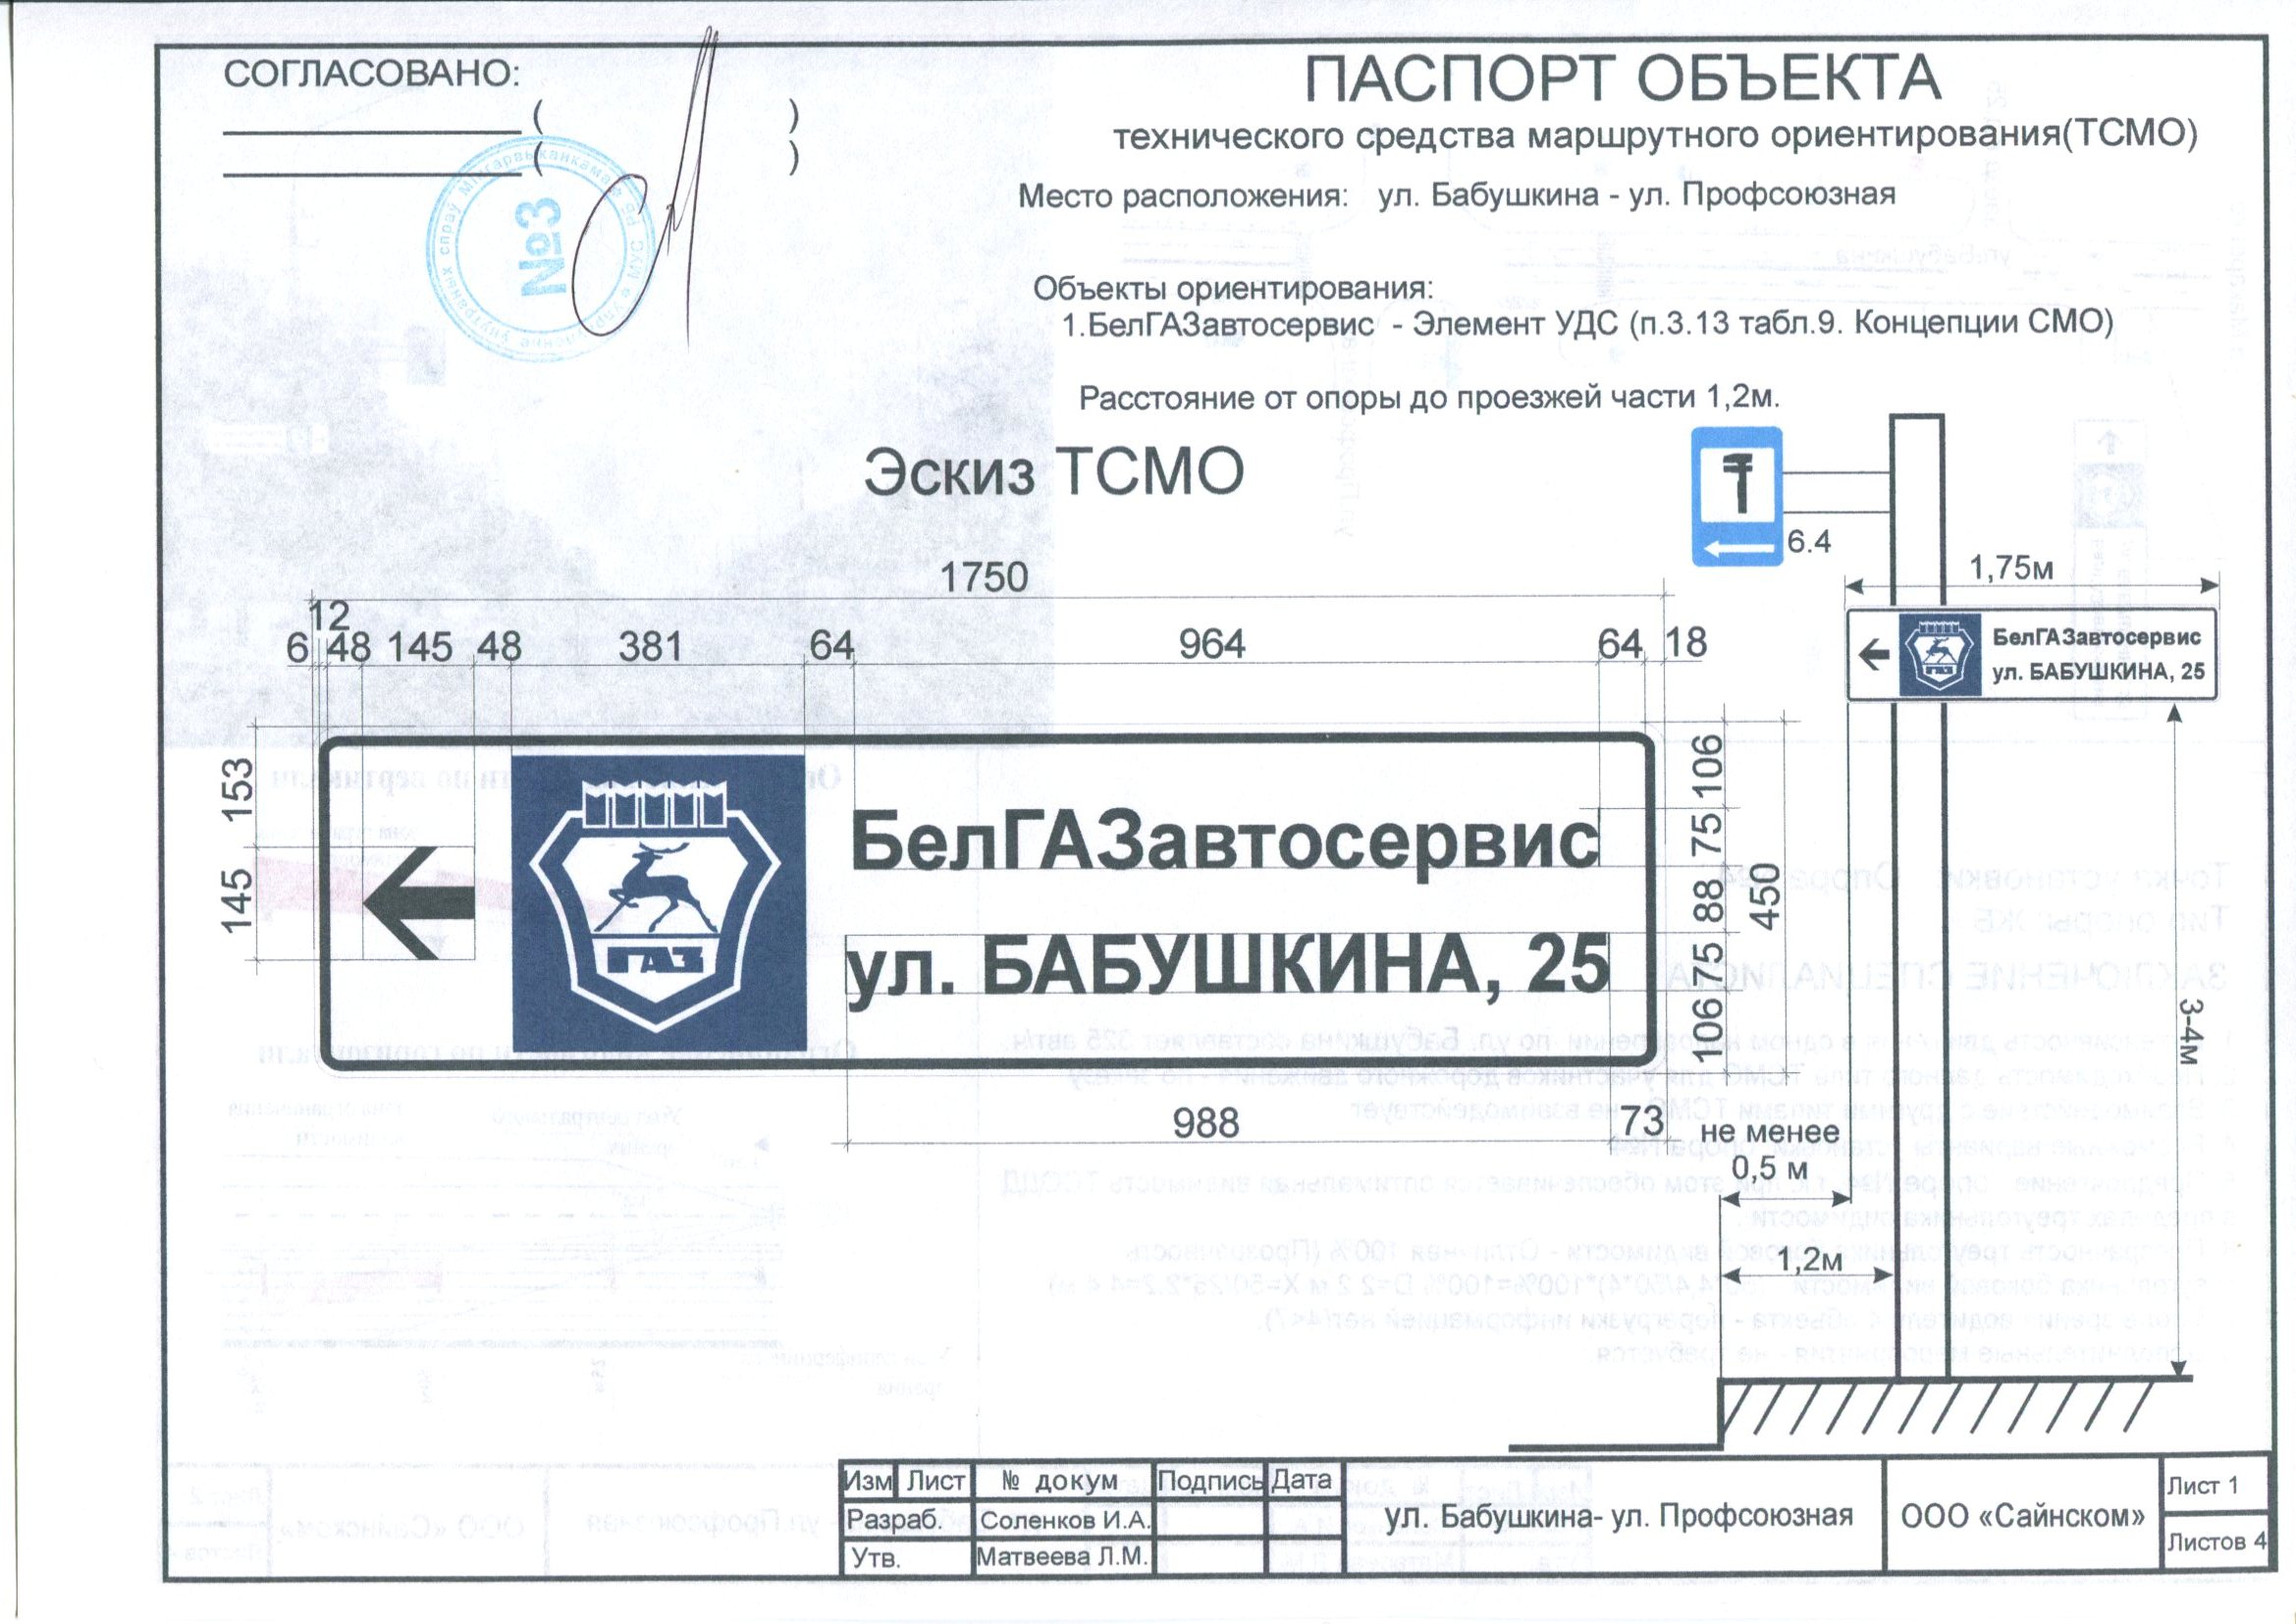 СОГЛАСОВАНО:
( )
( )
№3
ПАСПОРТ ОБЪЕКТА
технического средства маршрутного ориентирования(ТСМО)
Место расположения: ул. Бабушкина - ул. Профсоюзная
Объекты ориентирования:
1.БелГАЗавтосервис - Элемент УДС (п.3.13 табл.9. Концепции СМО)
Расстояние от опоры до проезжей части 1,2м.
Эскиз ТСМО
6.4
1750
12
6 48 145 48 381 64 964 64 18
1,75м
БелГАЗавтосервис
ул. БАБУШКИНА, 25
ГАЗ
153
145
ГАЗ
БелГАЗавтосервис
ул. БАБУШКИНА, 25
106
75
88
75
106
450
3-4м
988
73
не менее
0,5 м
1,2м
Изм Лист № докум Подпись Дата
Разраб. Соленков И.А.
Утв. Матвеева Л.М.
ул. Бабушкина- ул. Профсоюзная
ООО «Сайнском»
Лист 1
Листов 4